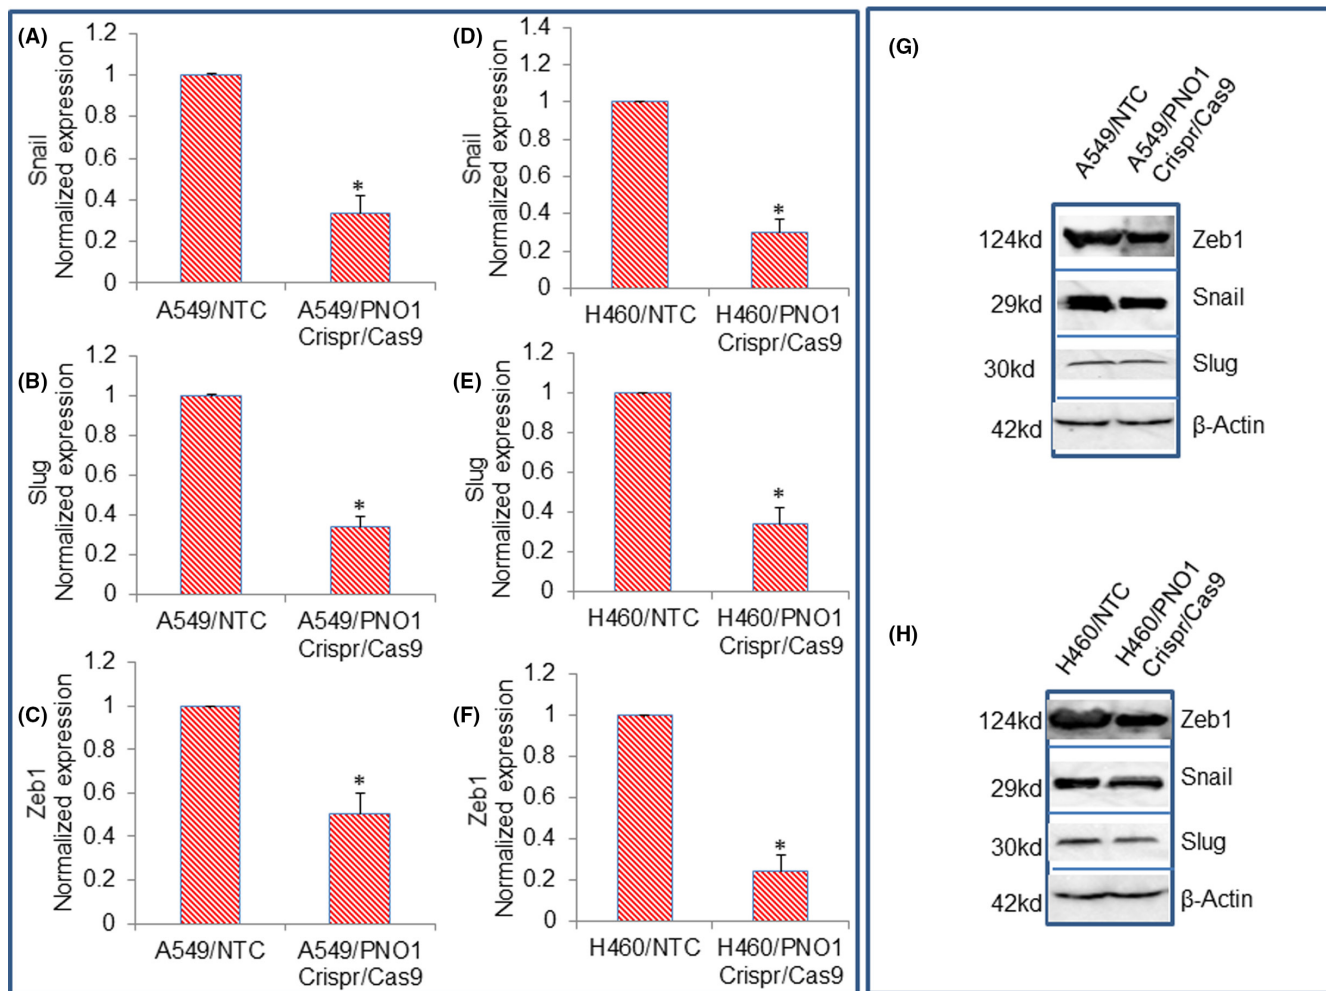 (A)
Snail
Normalized expression
1.2
1
0.8
0.6
0.4
0.2
0
*
A549/NTC
A549/PNO1
Crispr/Cas9
(B)
Slug
Normalized expression
1.2
1
0.8
0.6
0.4
0.2
0
*
A549/NTC
A549/PNO1
Crispr/Cas9
(C)
Zeb1
Normalized expression
1.2
1
0.8
0.6
0.4
0.2
0
*
A549/NTC
A549/PNO1
Crispr/Cas9
(D)
Snail
Normalized expression
1.4
1.2
1
0.8
0.6
0.4
0.2
0
*
H460/NTC
H460/PNO1
Crispr/Cas9
(E)
Slug
Normalized expression
1.2
1
0.8
0.6
0.4
0.2
0
*
H460/NTC
H460/PNO1
Crispr/Cas9
(F)
Zeb1
Normalized expression
1.2
1
0.8
0.6
0.4
0.2
0
*
H460/NTC
H460/PNO1
Crispr/Cas9
(G)
A549/NTC
A549/PNO1
Crispr/Cas9
124kd Zeb1
29kd Snail
30kd Slug
42kd β-Actin
(H)
H460/NTC
H460/PNO1
Crispr/Cas9
124kd Zeb1
29kd Snail
30kd Slug
42kd β-Actin